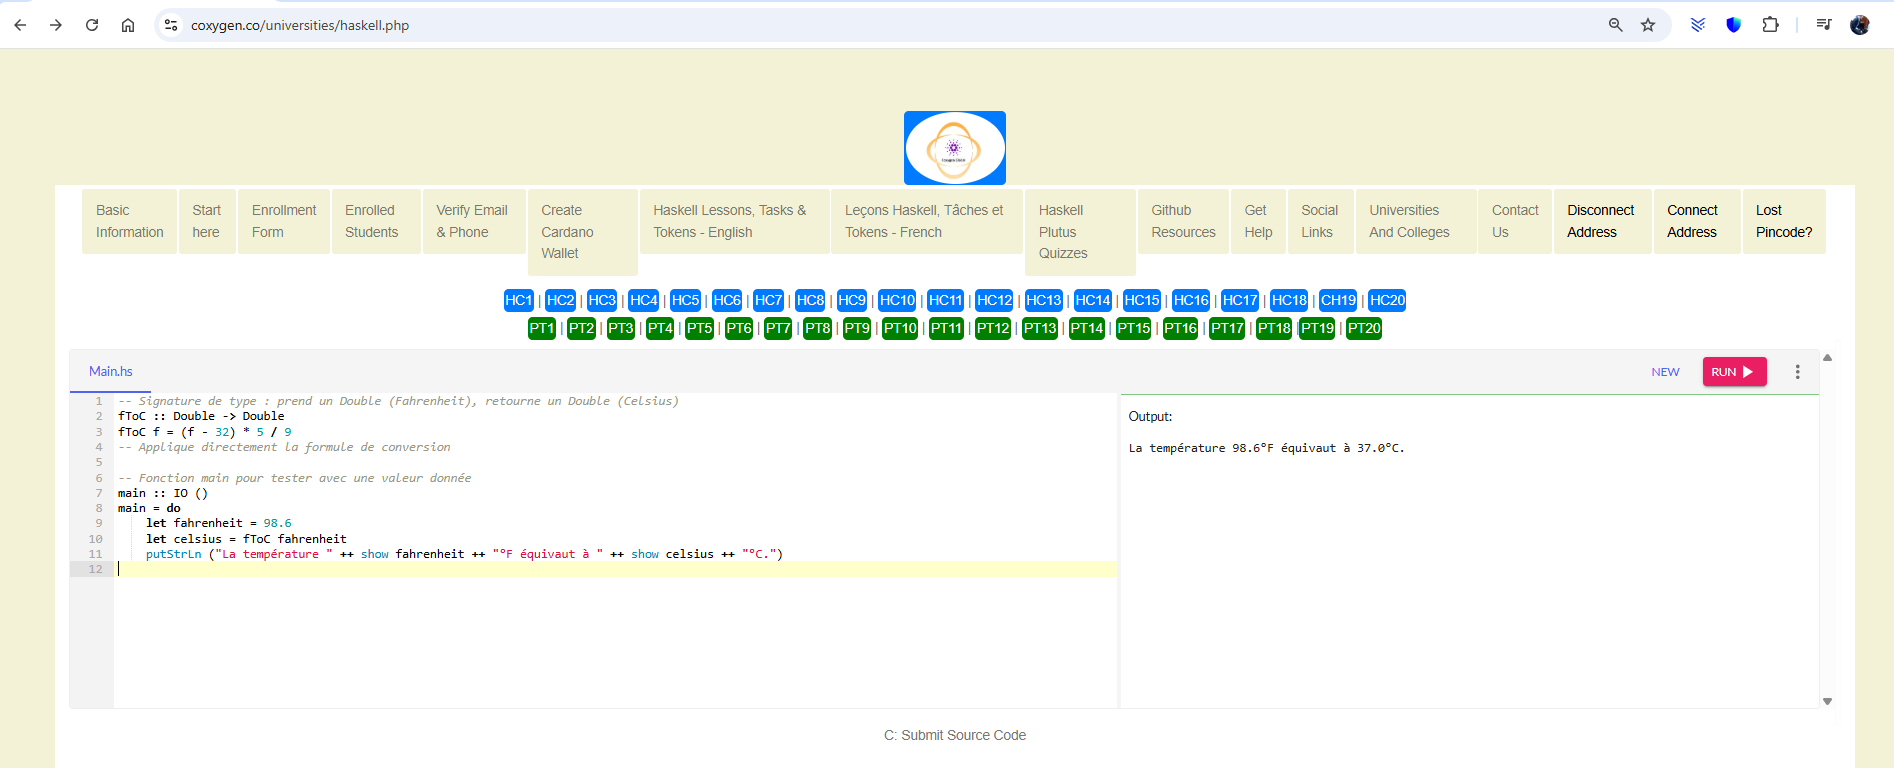 coxygen.co/universities/haskell.php
Basic Information
Start here
Enrollment Form
Enrolled Students
Verify Email & Phone
Create Cardano Wallet
Haskell Lessons, Tasks & Tokens - English
Leçons Haskell, Tâches et Tokens - French
Haskell Plutus Quizzes
Github Resources
Get Help
Social Links
Universities And Colleges
Contact Us
Disconnect Address
Connect Address
Lost Pincode?
HC1 | HC2 | HC3 | HC4 | HC5 | HC6 | HC7 | HC8 | HC9 | HC10 | HC11 | HC12 | HC13 | HC14 | HC15 | HC16 | HC17 | HC18 | CH19 | HC20
PT1 | PT2 | PT3 | PT4 | PT5 | PT6 | PT7 | PT8 | PT9 | PT10 | PT11 | PT12 | PT13 | PT14 | PT15 | PT16 | PT17 | PT18 | PT19 | PT20
Main.hs
NEW
RUN
1 -- Signature de type : prend un Double (Fahrenheit), retourne un Double (Celsius)
2 fToC :: Double -> Double
3 fToC f = (f - 32) * 5 / 9
4 -- Applique directement la formule de conversion
5
6 -- Fonction main pour tester avec une valeur donnée
7 main :: IO ()
8 main = do
9 let fahrenheit = 98.6
10 let celsius = fToC fahrenheit
11 putStrLn ("La température " ++ show fahrenheit ++ "°F équivaut à " ++ show celsius ++ "°C.")
12
Output:
La température 98.6°F équivaut à 37.0°C.
C: Submit Source Code